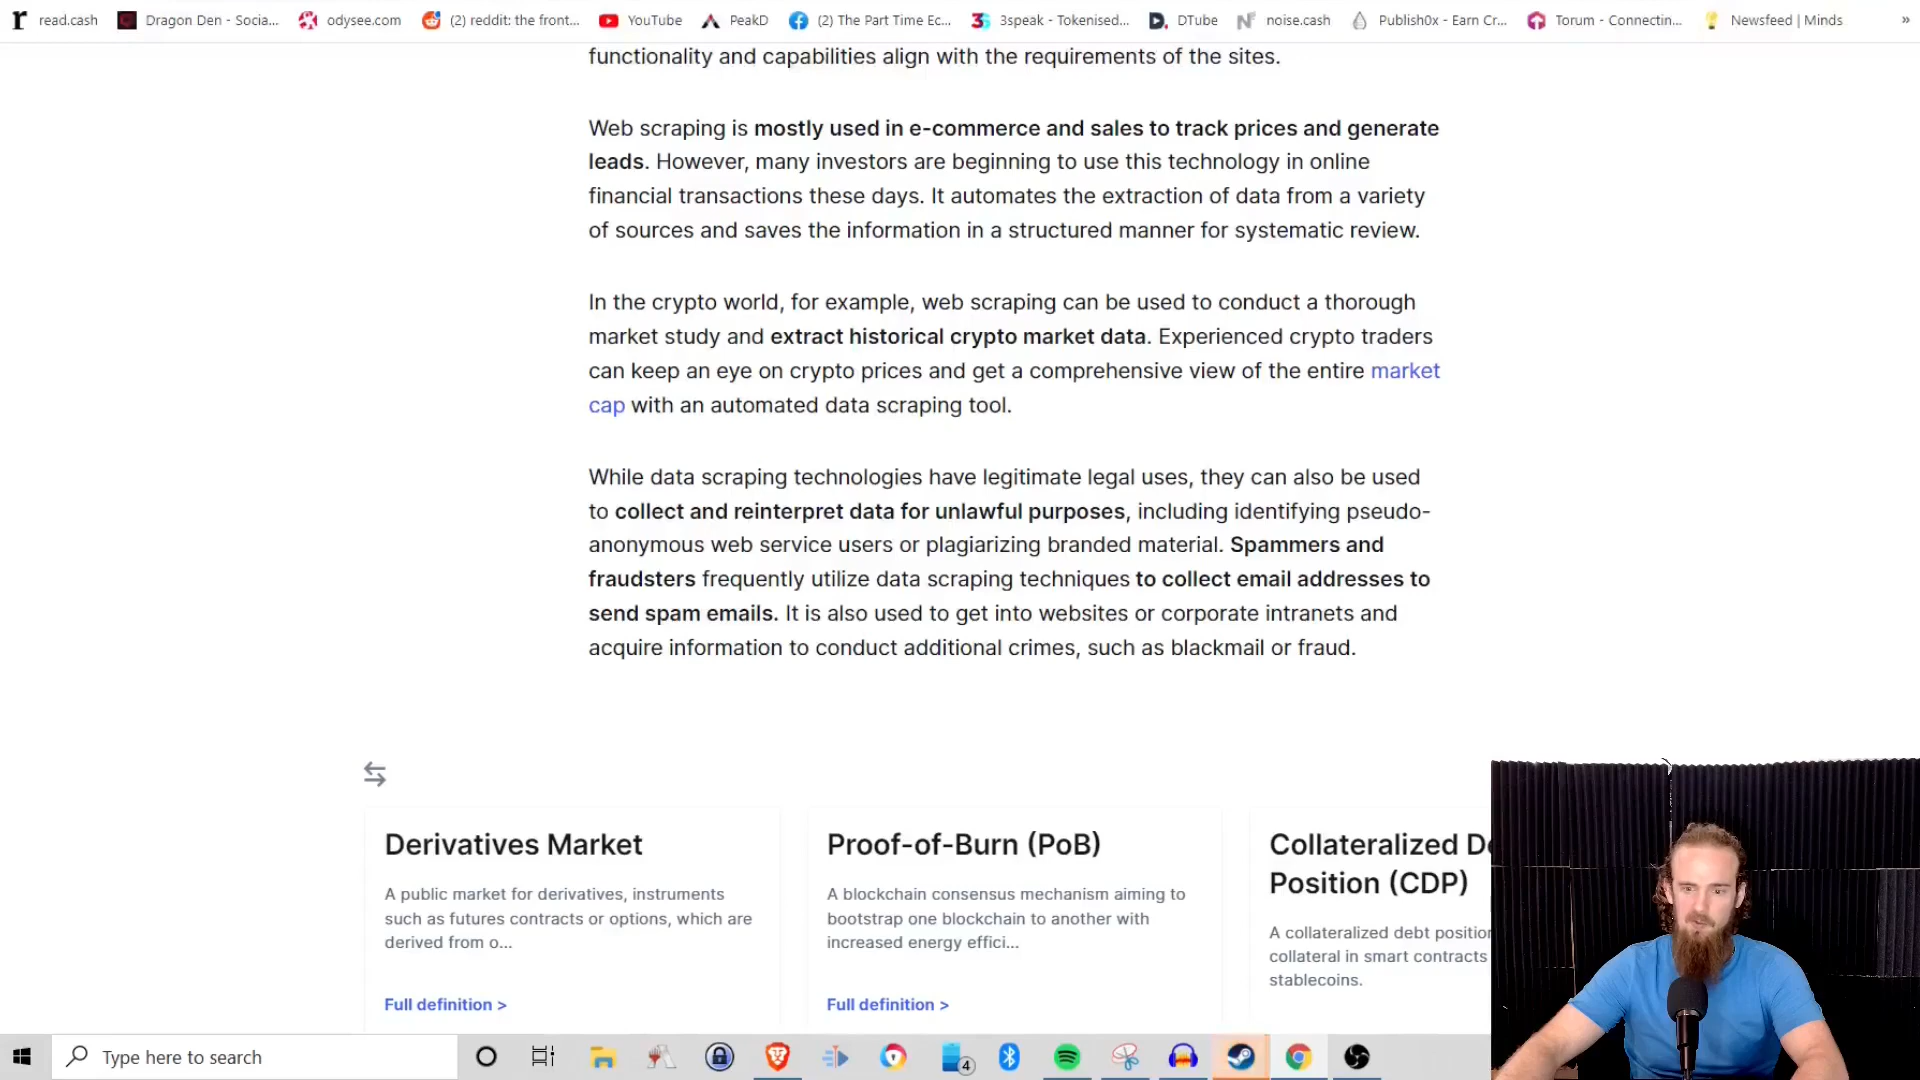 read.cash Dragon Den - Socia... odysee.com (2) reddit: the front... YouTube PeakD (2) The Part Time Ec... 3speak - Tokenised... DTube noise.cash Publish0x - Earn Cr... Torum - Connectin... Newsfeed | Minds »
functionality and capabilities align with the requirements of the sites.
Web scraping is mostly used in e-commerce and sales to track prices and generate
leads. However, many investors are beginning to use this technology in online
financial transactions these days. It automates the extraction of data from a variety
of sources and saves the information in a structured manner for systematic review.
In the crypto world, for example, web scraping can be used to conduct a thorough
market study and extract historical crypto market data. Experienced crypto traders
can keep an eye on crypto prices and get a comprehensive view of the entire market
cap with an automated data scraping tool.
While data scraping technologies have legitimate legal uses, they can also be used
to collect and reinterpret data for unlawful purposes, including identifying pseudo-
anonymous web service users or plagiarizing branded material. Spammers and
fraudsters frequently utilize data scraping techniques to collect email addresses to
send spam emails. It is also used to get into websites or corporate intranets and
acquire information to conduct additional crimes, such as blackmail or fraud.
Derivatives Market
A public market for derivatives, instruments
such as futures contracts or options, which are
derived from o...
Full definition >
Proof-of-Burn (PoB)
A blockchain consensus mechanism aiming to
bootstrap one blockchain to another with
increased energy effici...
Full definition >
Collateralized De
Position (CDP)
A collateralized debt position
collateral in smart contracts
stablecoins.
Type here to search
4